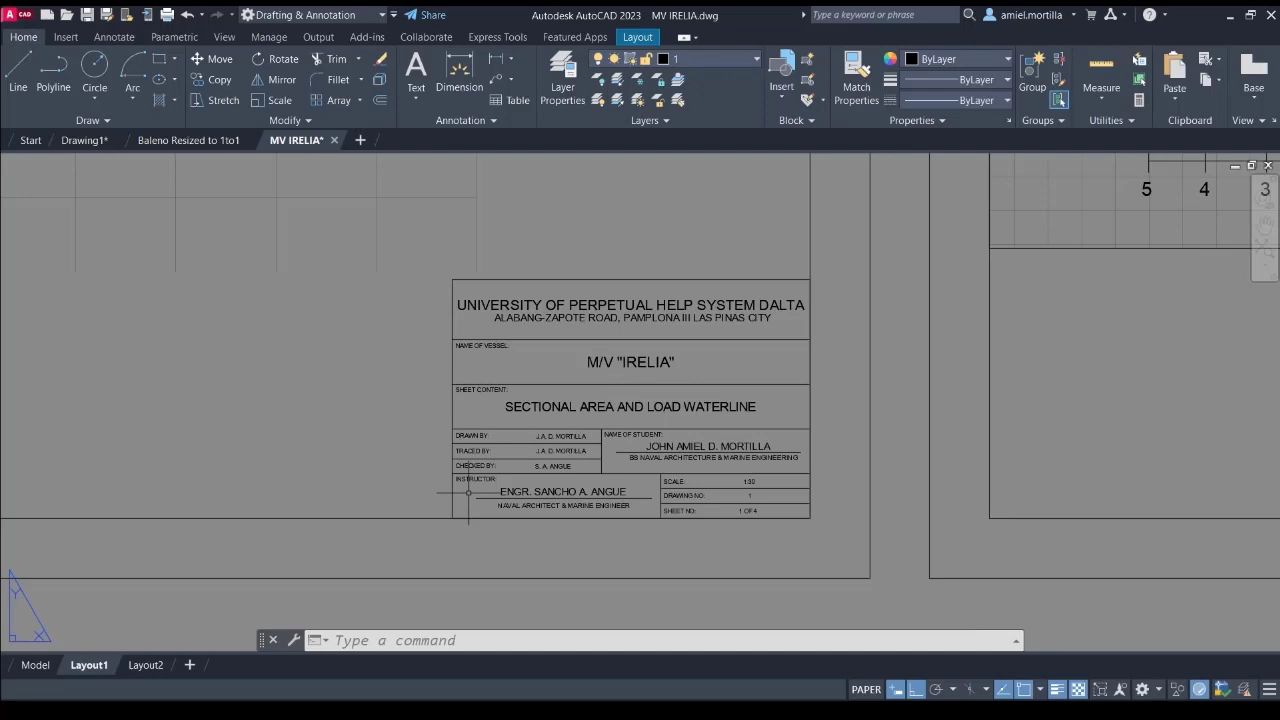 Drafting & Annotation
Share
Autodesk AutoCAD 2023 MV IRELIA.dwg
Type a keyword or phrase
amiel.mortilla
Home Insert Annotate Parametric View Manage Output Add-ins Collaborate Express Tools Featured Apps Layout
Line Polyline Circle Arc
Move Rotate Trim
Copy Mirror Fillet
Stretch Scale Array
Text Dimension Table
Layer Properties
1
Insert
Match Properties
ByLayer
ByLayer
ByLayer
Group
Measure
Paste
Base
Draw Modify Annotation Layers Block Properties Groups Utilities Clipboard View
Start Drawing1* Baleno Resized to 1to1 MV IRELIA*
5 4 3
UNIVERSITY OF PERPETUAL HELP SYSTEM DALTA
ALABANG-ZAPOTE ROAD, PAMPLONA III LAS PINAS CITY
NAME OF VESSEL:
M/V "IRELIA"
SHEET CONTENT:
SECTIONAL AREA AND LOAD WATERLINE
DRAWN BY: J.A. D. MORTILLA
TRACED BY: J.A. D. MORTILLA
CHECKED BY: S. A. ANGUE
NAME OF STUDENT:
JOHN AMIEL D. MORTILLA
BS NAVAL ARCHITECTURE & MARINE ENGINEERING
INSTRUCTOR:
ENGR. SANCHO A. ANGUE
NAVAL ARCHITECT & MARINE ENGINEER
SCALE: 1:30
DRAWING NO: 1
SHEET NO: 1 OF 4
Y
X
Type a command
Model Layout1 Layout2
PAPER